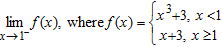 lim f(x), where f(x) = { x³+3, x <1
x→1⁻ x+3, x ≥1